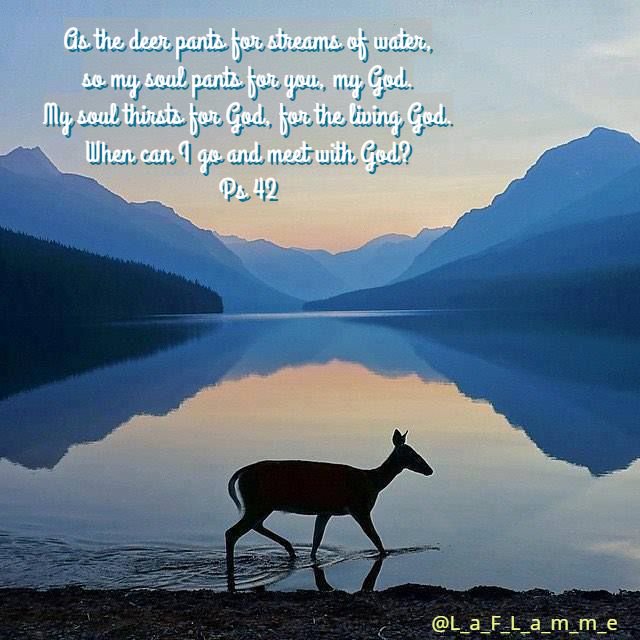 As the deer pants for streams of water,
so my soul pants for you, my God.
My soul thirsts for God, for the living God.
When can I go and meet with God?
Ps. 42
@L_a_F_L_a_m_m_e